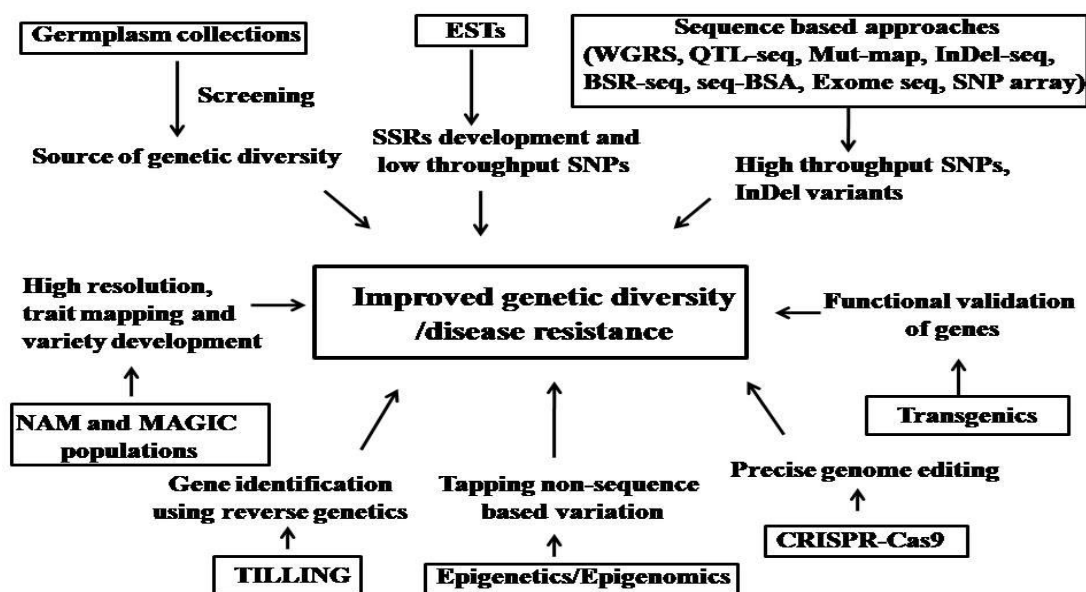 Germplasm collections
Screening
Source of genetic diversity
ESTs
SSRs development and
low throughput SNPs
Sequence based approaches
(WGRS, QTL-seq, Mut-map, InDel-seq,
BSR-seq, seq-BSA, Exome seq, SNP array)
High throughput SNPs,
InDel variants
High resolution,
trait mapping and
variety development
NAM and MAGIC
populations
Improved genetic diversity
/disease resistance
Functional validation
of genes
Transgenics
Gene identification
using reverse genetics
TILLING
Tapping non-sequence
based variation
Epigenetics/Epigenomics
Precise genome editing
CRISPR-Cas9